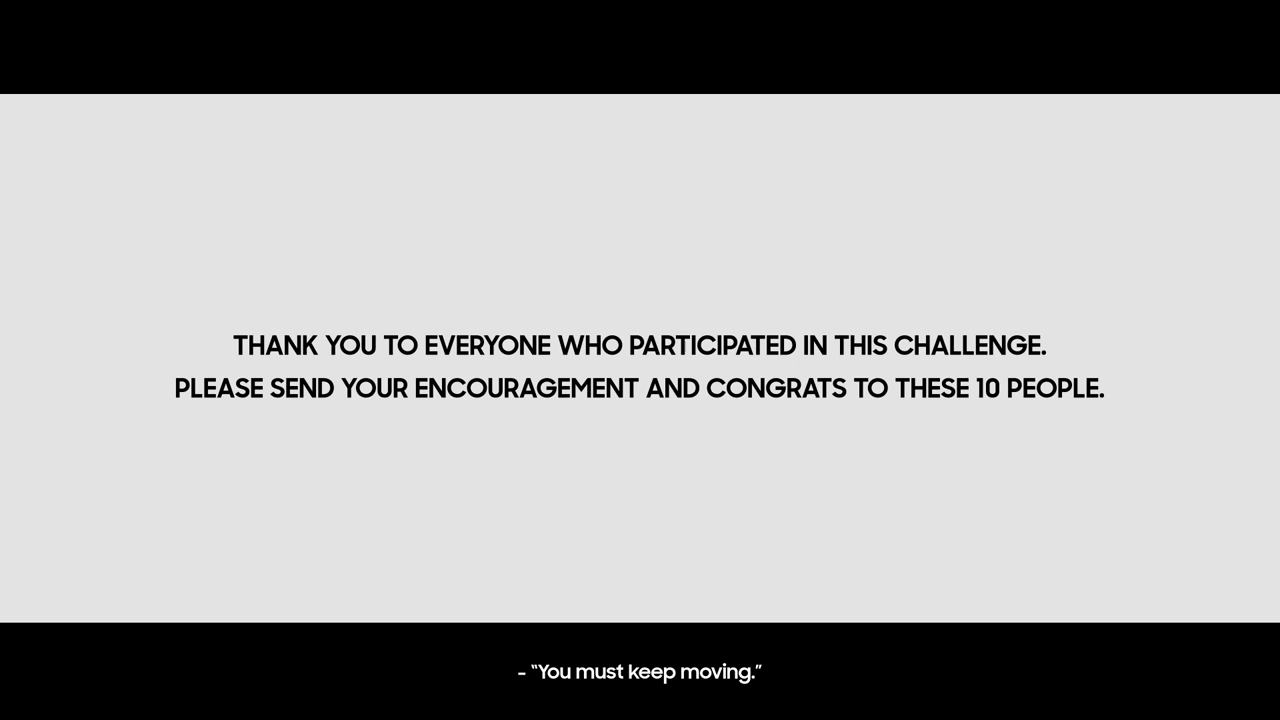 THANK YOU TO EVERYONE WHO PARTICIPATED IN THIS CHALLENGE.
PLEASE SEND YOUR ENCOURAGEMENT AND CONGRATS TO THESE 10 PEOPLE.
- “You must keep moving.”